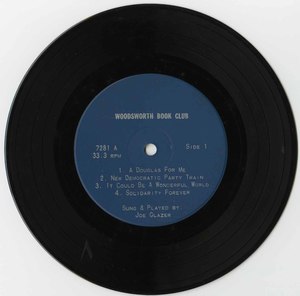 WOODSWORTH BOOK CLUB
7281 A
Side 1
33.3 RPM
1. A Douglas For Me
2. New Democratic Party Train
3. It Could Be A Wonderful World
4. Solidarity Forever
Sung & Played by:
Joe Glazer